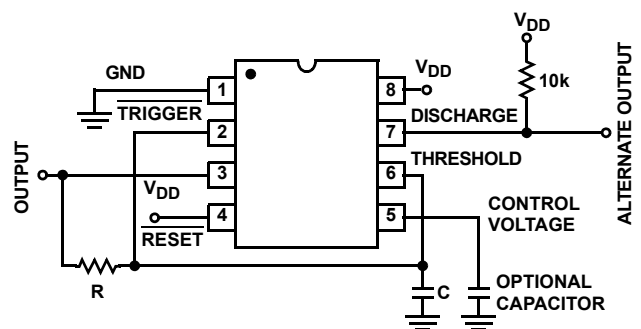 GND
1
TRIGGER
2
OUTPUT
3
VDD
4
RESET
R
8
VDD
7
DISCHARGE
6
THRESHOLD
5
CONTROL
VOLTAGE
VDD
10k
ALTERNATE OUTPUT
C
OPTIONAL
CAPACITOR